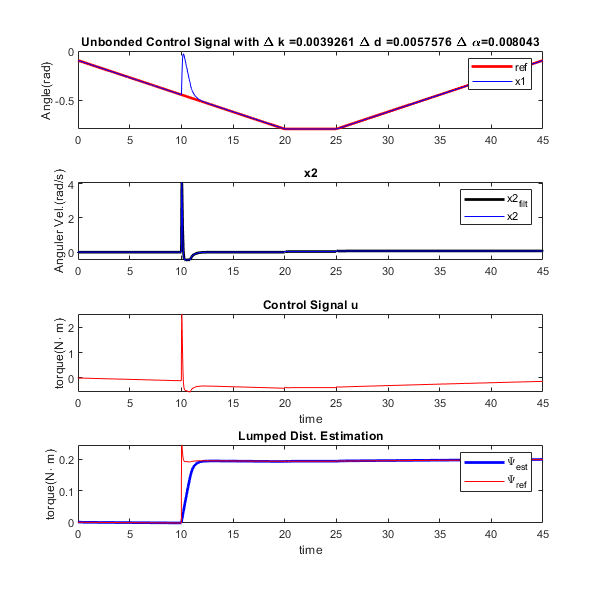 Unbonded Control Signal with Δ k =0.0039261 Δ d =0.0057576 Δ α=0.008043
Angle(rad)
0
-0.5
ref
x1
0 5 10 15 20 25 30 35 40 45
x2
Anguler Vel.(rad/s)
4
2
0
x2filt
x2
0 5 10 15 20 25 30 35 40 45
Control Signal u
torque(N· m)
2
1
0
0 5 10 15 20 25 30 35 40 45
time
Lumped Dist. Estimation
torque(N· m)
0.2
0.1
0
Ψest
Ψref
0 5 10 15 20 25 30 35 40 45
time